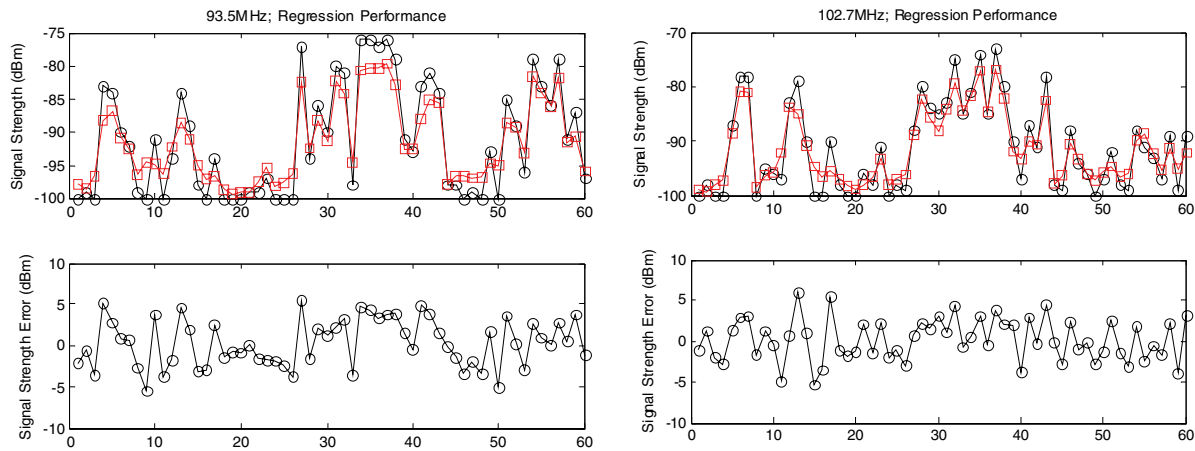 93.5MHz; Regression Performance
Signal Strength (dBm)
-75
-80
-85
-90
-95
-100
0 10 20 30 40 50 60
102.7MHz; Regression Performance
Signal Strength (dBm)
-70
-80
-90
-100
0 10 20 30 40 50 60
Signal Strength Error (dBm)
10
5
0
-5
-10
0 10 20 30 40 50 60
Signal Strength Error (dBm)
10
5
0
-5
-10
0 10 20 30 40 50 60